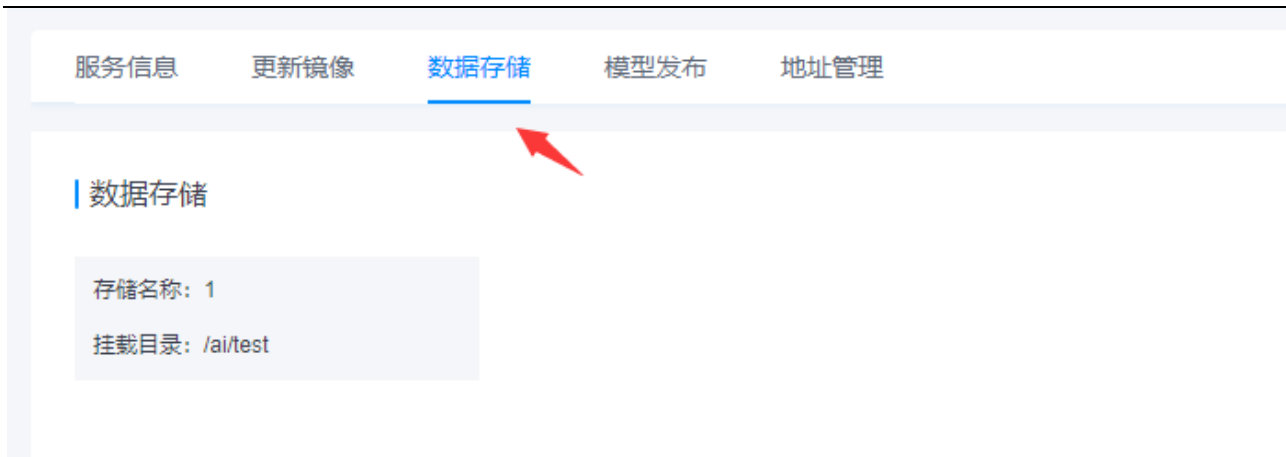 服务信息 更新镜像 数据存储 模型发布 地址管理
数据存储
存储名称：1
挂载目录：/ai/test